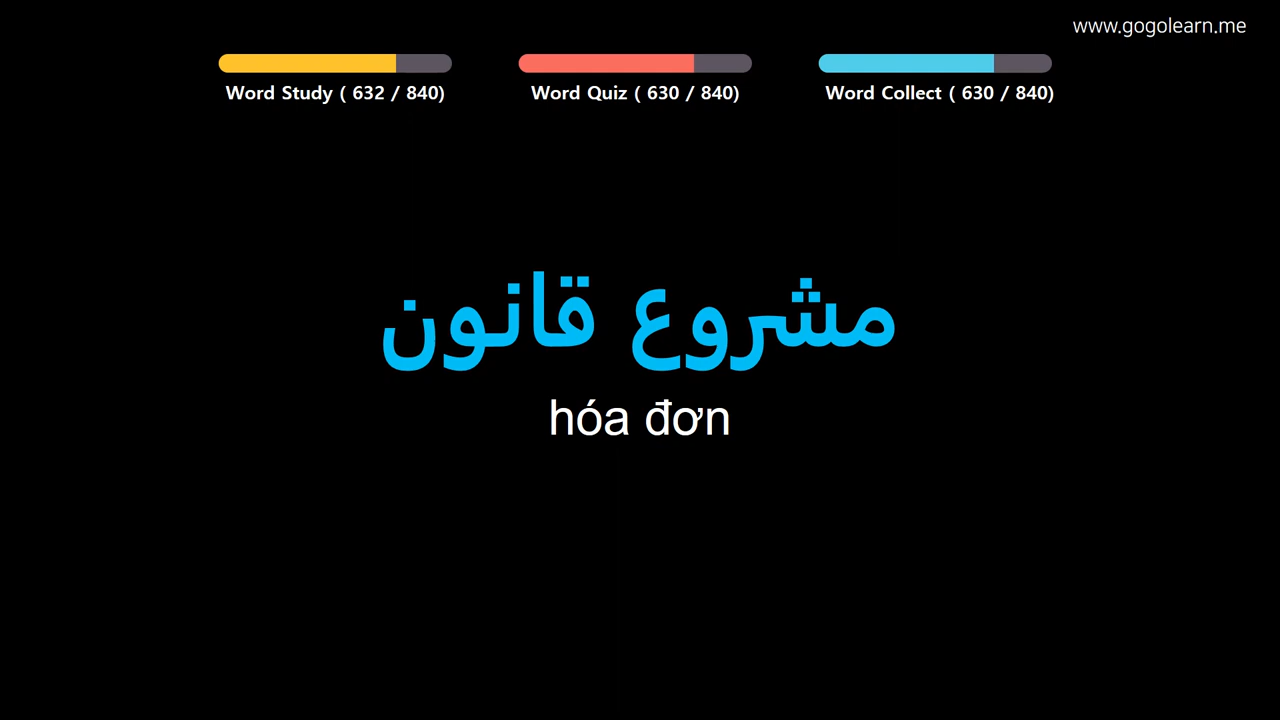 www.gogolearn.me
Word Study ( 632 / 840)
Word Quiz ( 630 / 840)
Word Collect ( 630 / 840)
مشروع قانون
hóa đơn